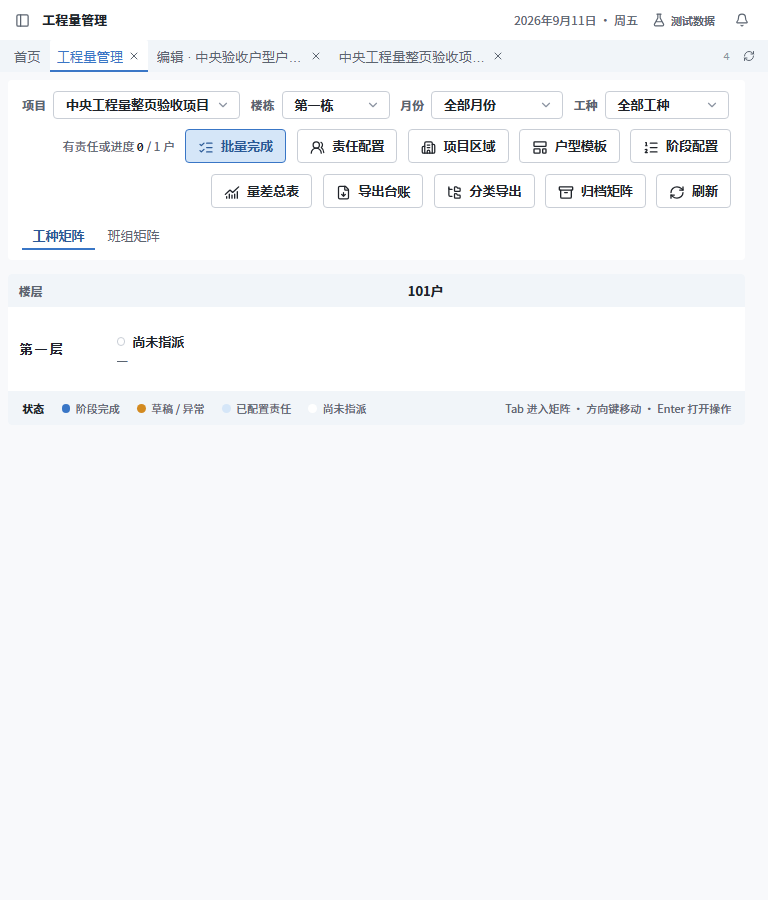 工程量管理 2026年9月11日 • 周五 测试数据
首页 工程量管理 编辑 · 中央验收户型户... 中央工程量整页验收项... 4
项目 中央工程量整页验收项目 楼栋 第一栋 月份 全部月份 工种 全部工种
有责任或进度 0 / 1 户 批量完成 责任配置 项目区域 户型模板 阶段配置
量差总表 导出台账 分类导出 归档矩阵 刷新
工种矩阵 班组矩阵
楼层 101户
第一层 尚未指派
—
状态 阶段完成 草稿 / 异常 已配置责任 尚未指派 Tab 进入矩阵 • 方向键移动 • Enter 打开操作